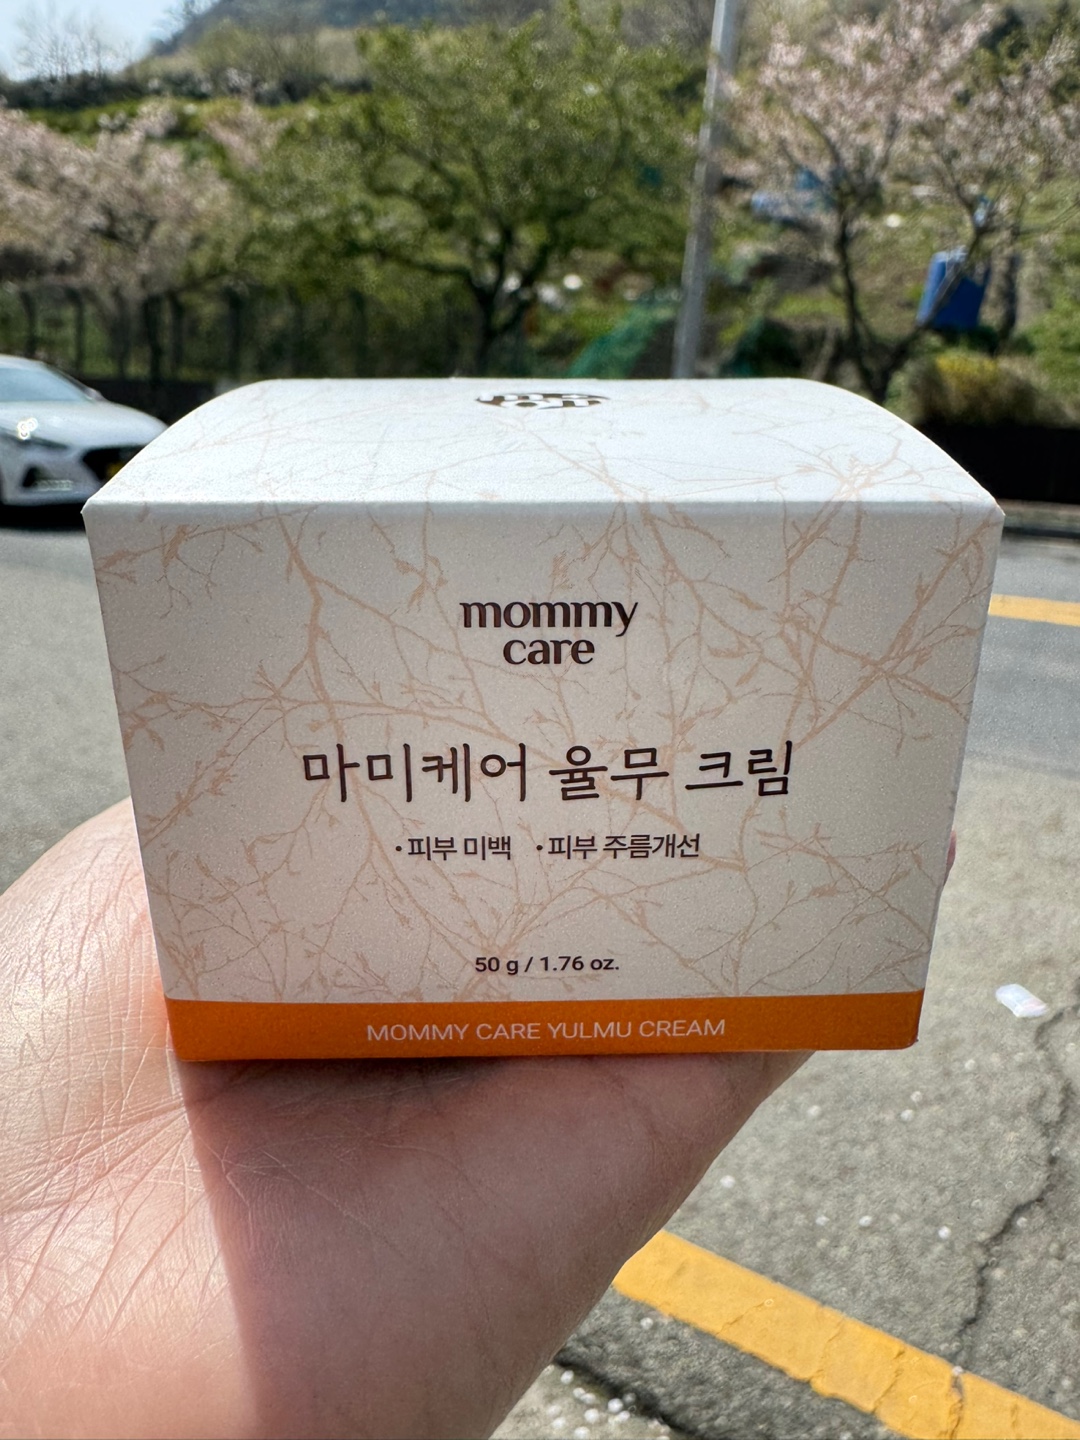 mommy
care
마미케어 율무 크림
•피부 미백 •피부 주름개선
50 g / 1.76 oz.
MOMMY CARE YULMU CREAM